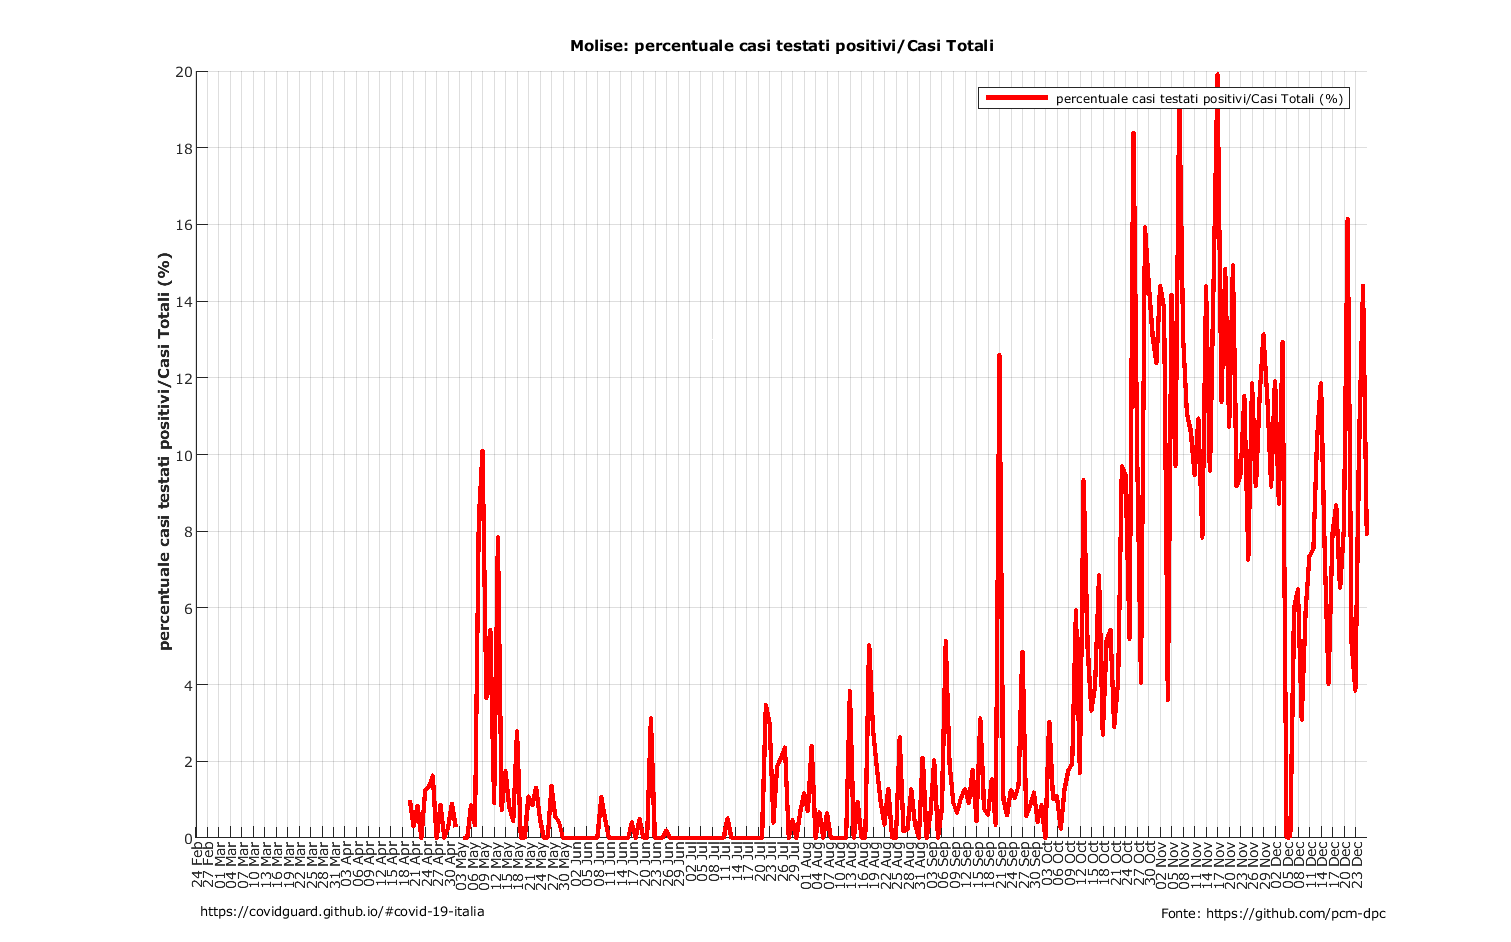 Molise: percentuale casi testati positivi/Casi Totali
percentuale casi testati positivi/Casi Totali (%)
percentuale casi testati positivi/Casi Totali (%)
20
18
16
14
12
10
8
6
4
2
0
24 Feb
27 Feb
01 Mar
04 Mar
07 Mar
10 Mar
13 Mar
16 Mar
19 Mar
22 Mar
25 Mar
28 Mar
31 Mar
03 Apr
06 Apr
09 Apr
12 Apr
15 Apr
18 Apr
21 Apr
24 Apr
27 Apr
30 Apr
03 May
06 May
09 May
12 May
15 May
18 May
21 May
24 May
27 May
30 May
02 Jun
05 Jun
08 Jun
11 Jun
14 Jun
17 Jun
20 Jun
23 Jun
26 Jun
29 Jun
02 Jul
05 Jul
08 Jul
11 Jul
14 Jul
17 Jul
20 Jul
23 Jul
26 Jul
29 Jul
01 Aug
04 Aug
07 Aug
10 Aug
13 Aug
16 Aug
19 Aug
22 Aug
25 Aug
28 Aug
31 Aug
03 Sep
06 Sep
09 Sep
12 Sep
15 Sep
18 Sep
21 Sep
24 Sep
27 Sep
30 Sep
03 Oct
06 Oct
09 Oct
12 Oct
15 Oct
18 Oct
21 Oct
24 Oct
27 Oct
30 Oct
02 Nov
05 Nov
08 Nov
11 Nov
14 Nov
17 Nov
20 Nov
23 Nov
26 Nov
29 Nov
02 Dec
05 Dec
08 Dec
11 Dec
14 Dec
17 Dec
20 Dec
23 Dec
https://covidguard.github.io/#covid-19-italia
Fonte: https://github.com/pcm-dpc